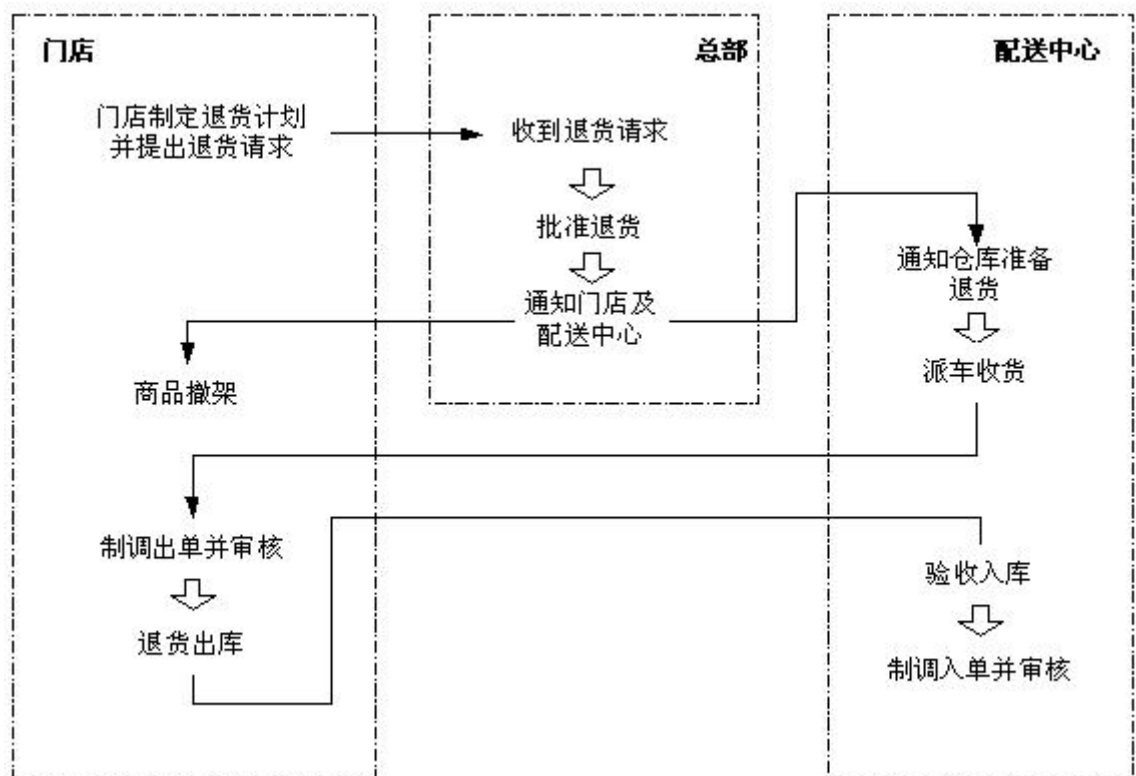 门店
总部
配送中心
门店制定退货计划
并提出退货请求
收到退货请求
批准退货
通知门店及
配送中心
通知仓库准备
退货
派车收货
商品撤架
制调出单并审核
退货出库
验收入库
制调入单并审核